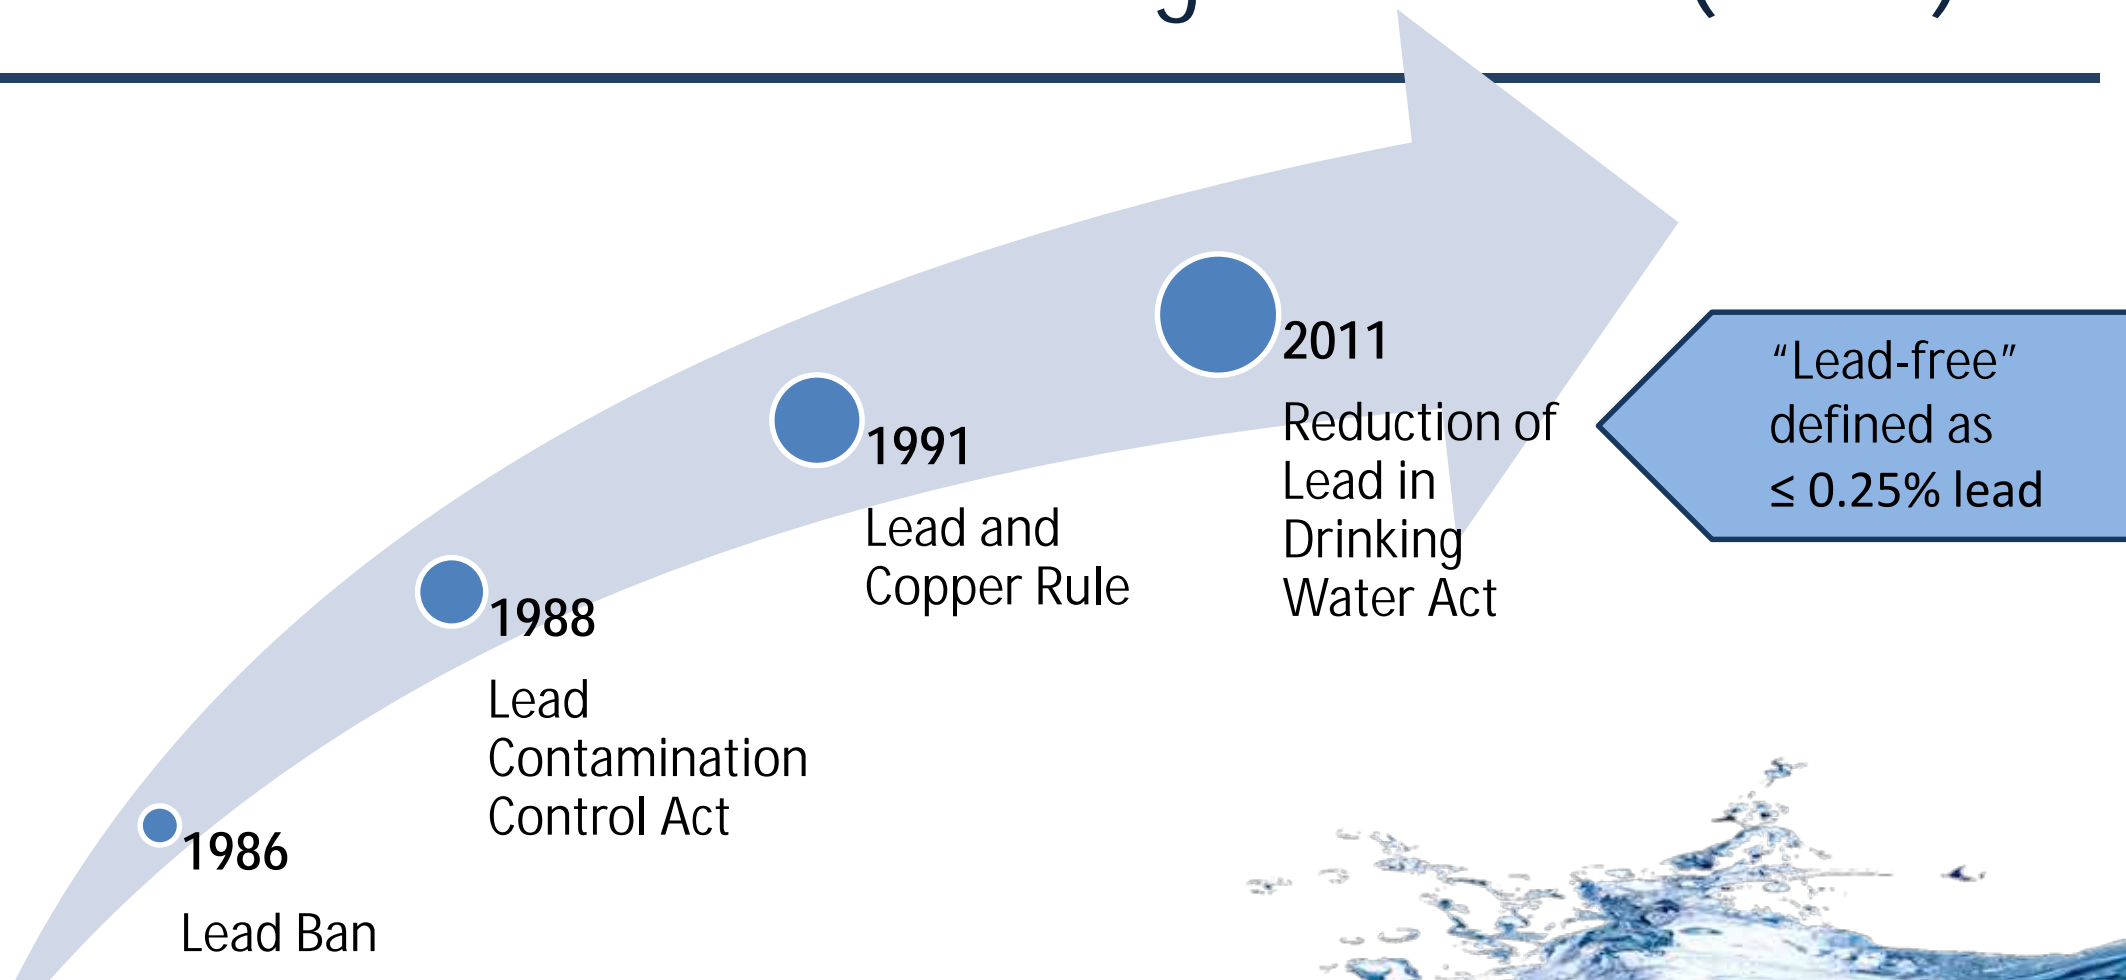 1986
Lead Ban
1988
Lead
Contamination
Control Act
1991
Lead and
Copper Rule
2011
Reduction of
Lead in
Drinking
Water Act
“Lead-free”
defined as
≤ 0.25% lead